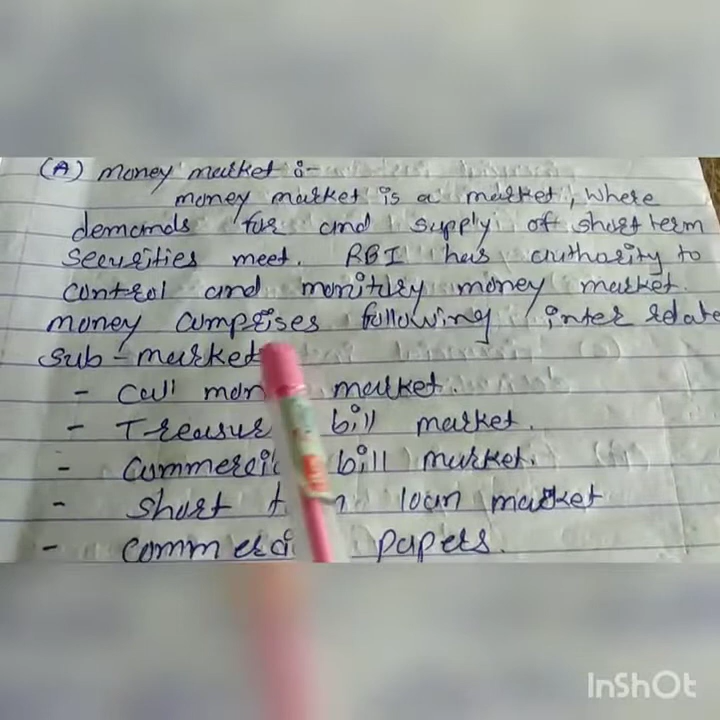 (A) Money market :-
money market is a market, where
demands for and supply of short term
securities meet. RBI has authority to
control and monitory money market.
money comprises following inter relate
sub-market
- Call mon market.
- Treasur bill market.
- Commerci bill market.
- Short t loan market
- Commerci papers.
InShOt